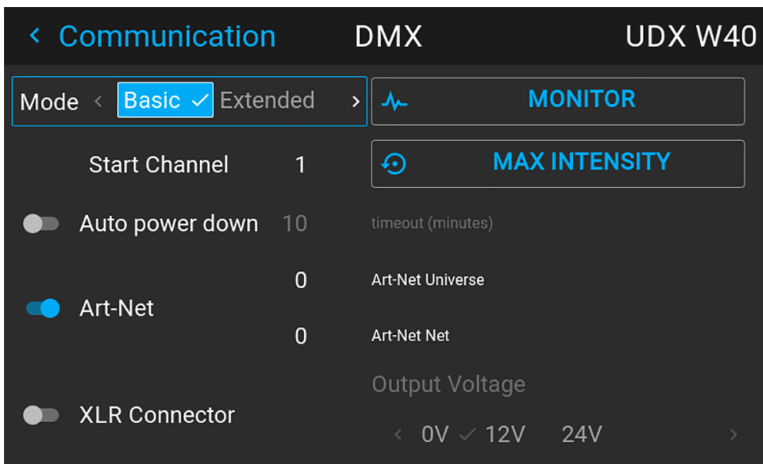 Communication DMX UDX W40
Mode Basic Extended MONITOR
Start Channel 1 MAX INTENSITY
Auto power down 10 timeout (minutes)
0 Art-Net Universe
Art-Net
0 Art-Net Net
Output Voltage
XLR Connector
0V 12V 24V